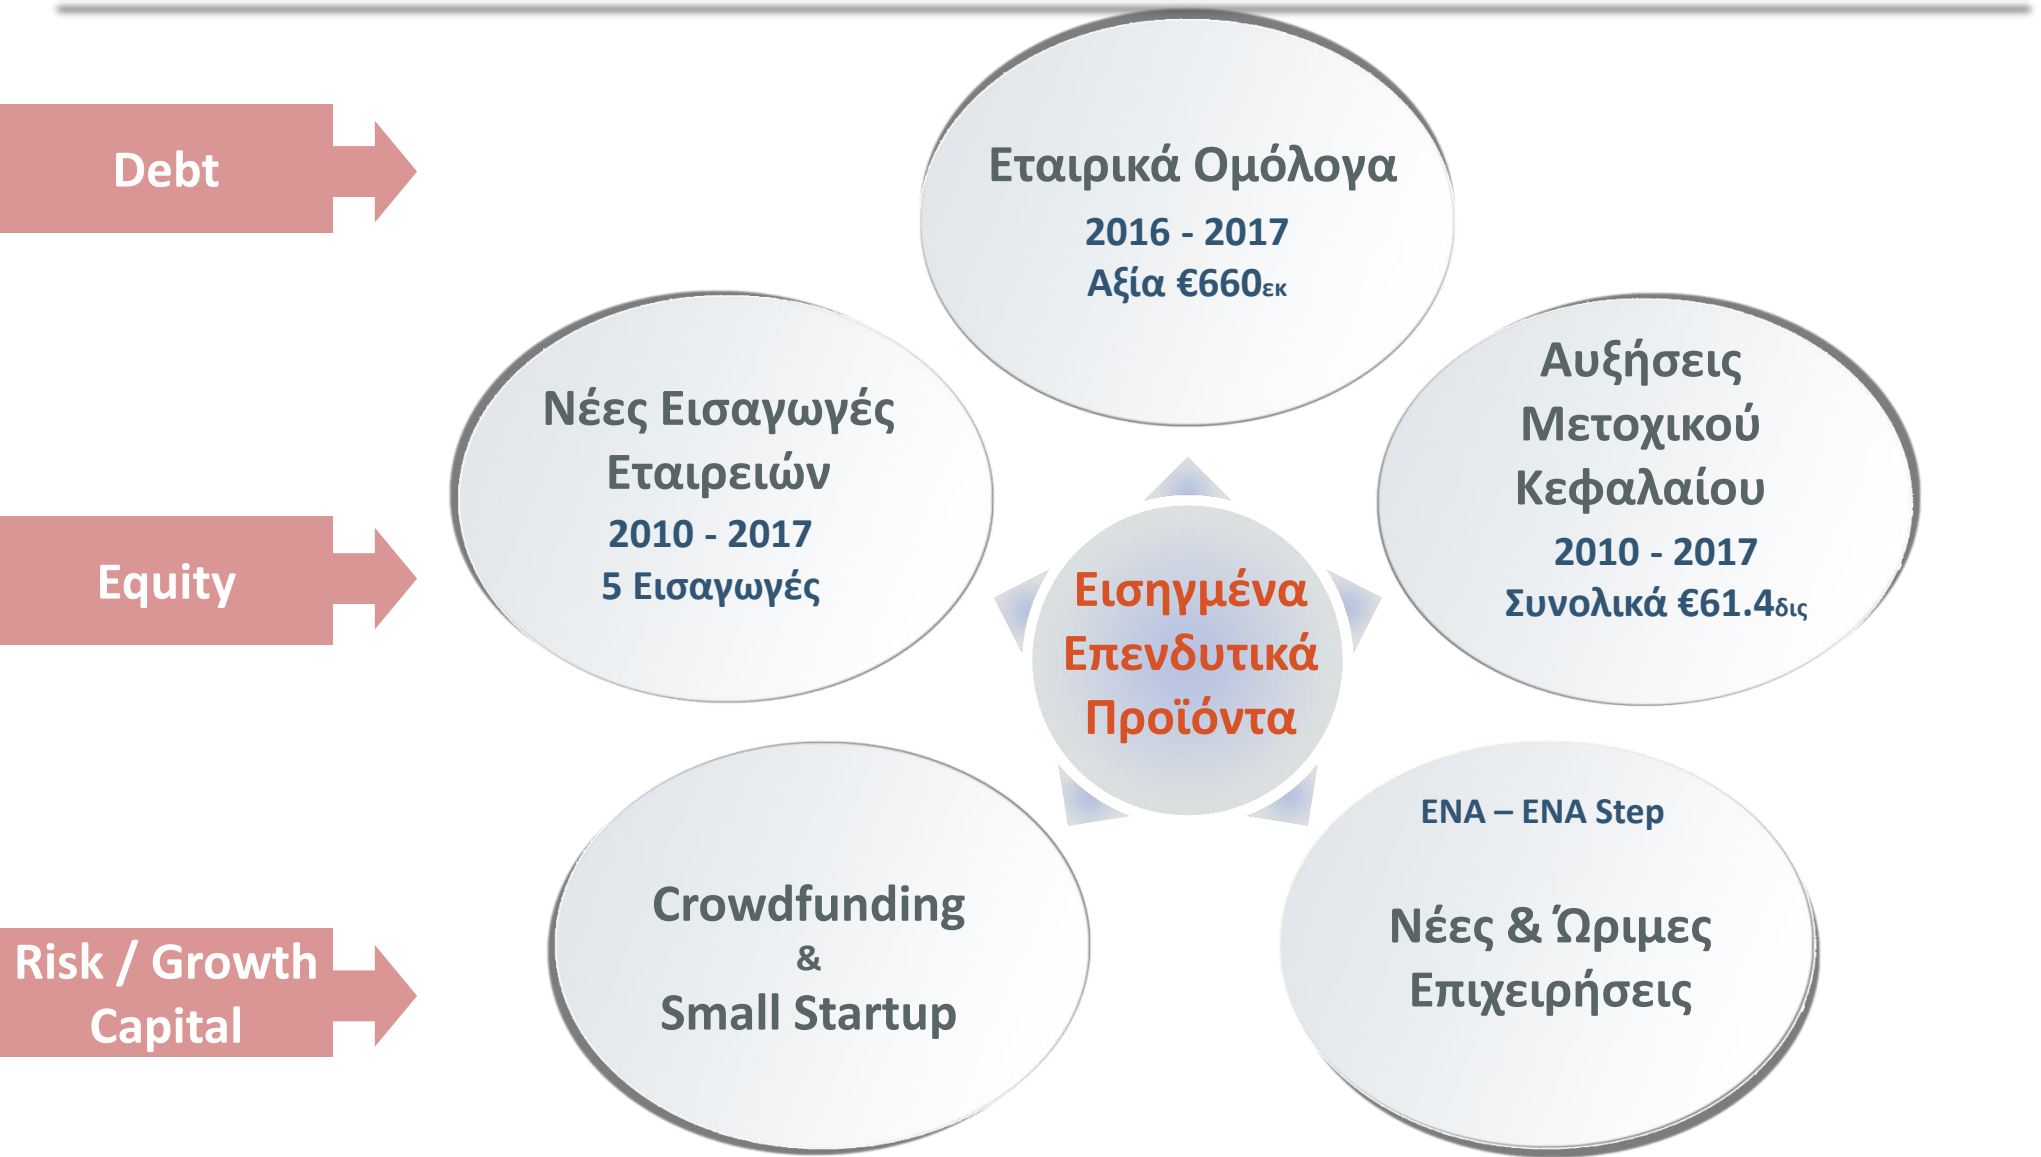 Debt
Εταιρικά Ομόλογα
2016 - 2017
Αξία €660εκ
Equity
Νέες Εισαγωγές
Εταιρειών
2010 - 2017
5 Εισαγωγές
Εισηγμένα
Επενδυτικά
Προϊόντα
Αυξήσεις
Μετοχικού
Κεφαλαίου
2010 - 2017
Συνολικά €61.4δις
Risk / Growth
Capital
Crowdfunding
&
Small Startup
ENA – ENA Step
Νέες & Ώριμες
Επιχειρήσεις